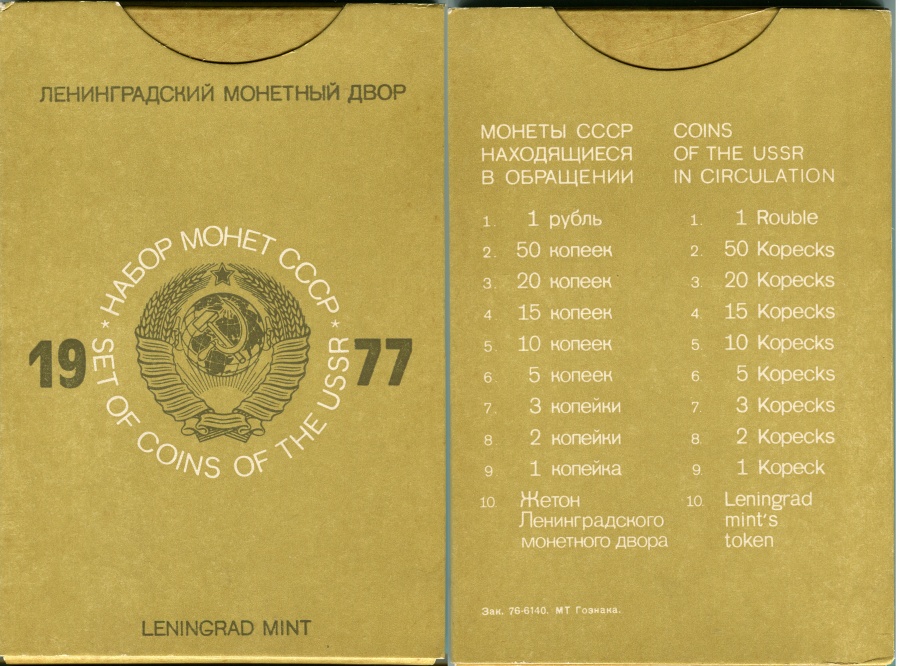 ЛЕНИНГРАДСКИЙ МОНЕТНЫЙ ДВОР
* НАБОР МОНЕТ СССР *
19 77
SET OF COINS OF THE USSR
LENINGRAD MINT
МОНЕТЫ СССР
НАХОДЯЩИЕСЯ
В ОБРАЩЕНИИ
1. 1 рубль
2. 50 копеек
3. 20 копеек
4 15 копеек
5. 10 копеек
6. 5 копеек
7. 3 копейки
8. 2 копейки
9. 1 копейка
10. Жетон
Ленинградского
монетного двора
COINS
OF THE USSR
IN CIRCULATION
1. 1 Rouble
2. 50 Kopecks
3. 20 Kopecks
4. 15 Kopecks
5. 10 Kopecks
6. 5 Kopecks
7. 3 Kopecks
8. 2 Kopecks
9. 1 Kopeck
10. Leningrad
mint's
token
Зак. 76-6140. МТ Гознака.